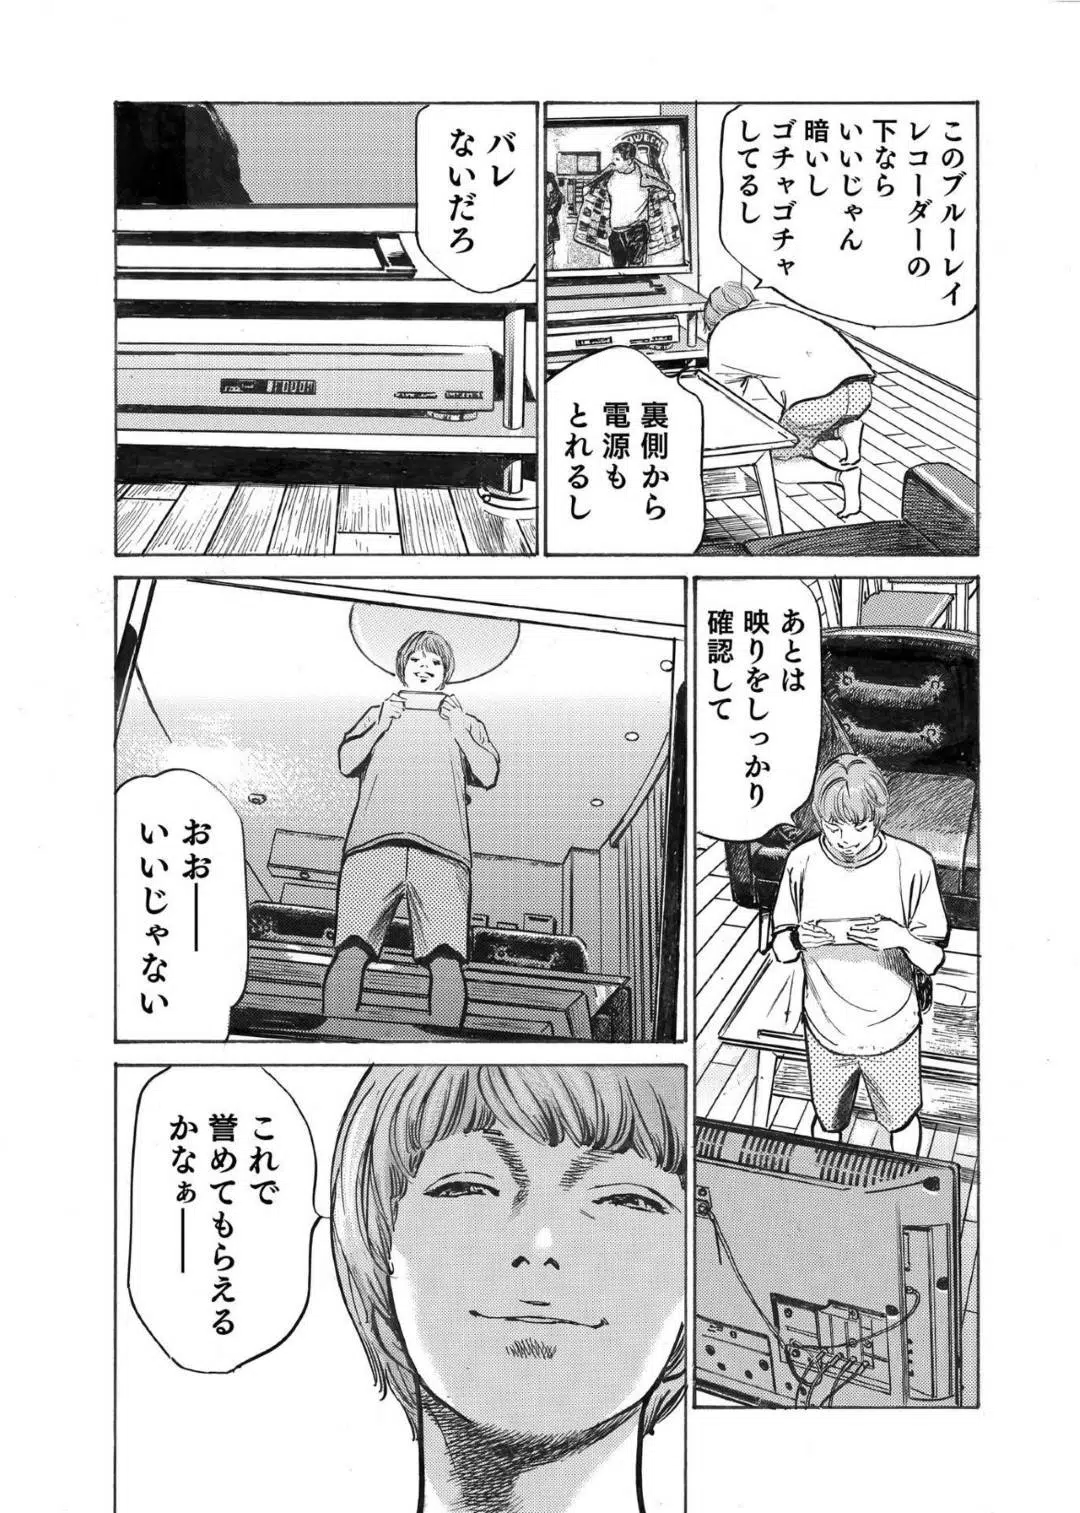 このブルーレイ
レコーダーの
下なら
いいじゃん
暗いし
ゴチャゴチャ
してるし
裏側から
電源も
とれるし
バレ
ないだろ
あとは
映りをしっかり
確認して
おお——
いいじゃない
これで
誉めてもらえる
かなぁ——